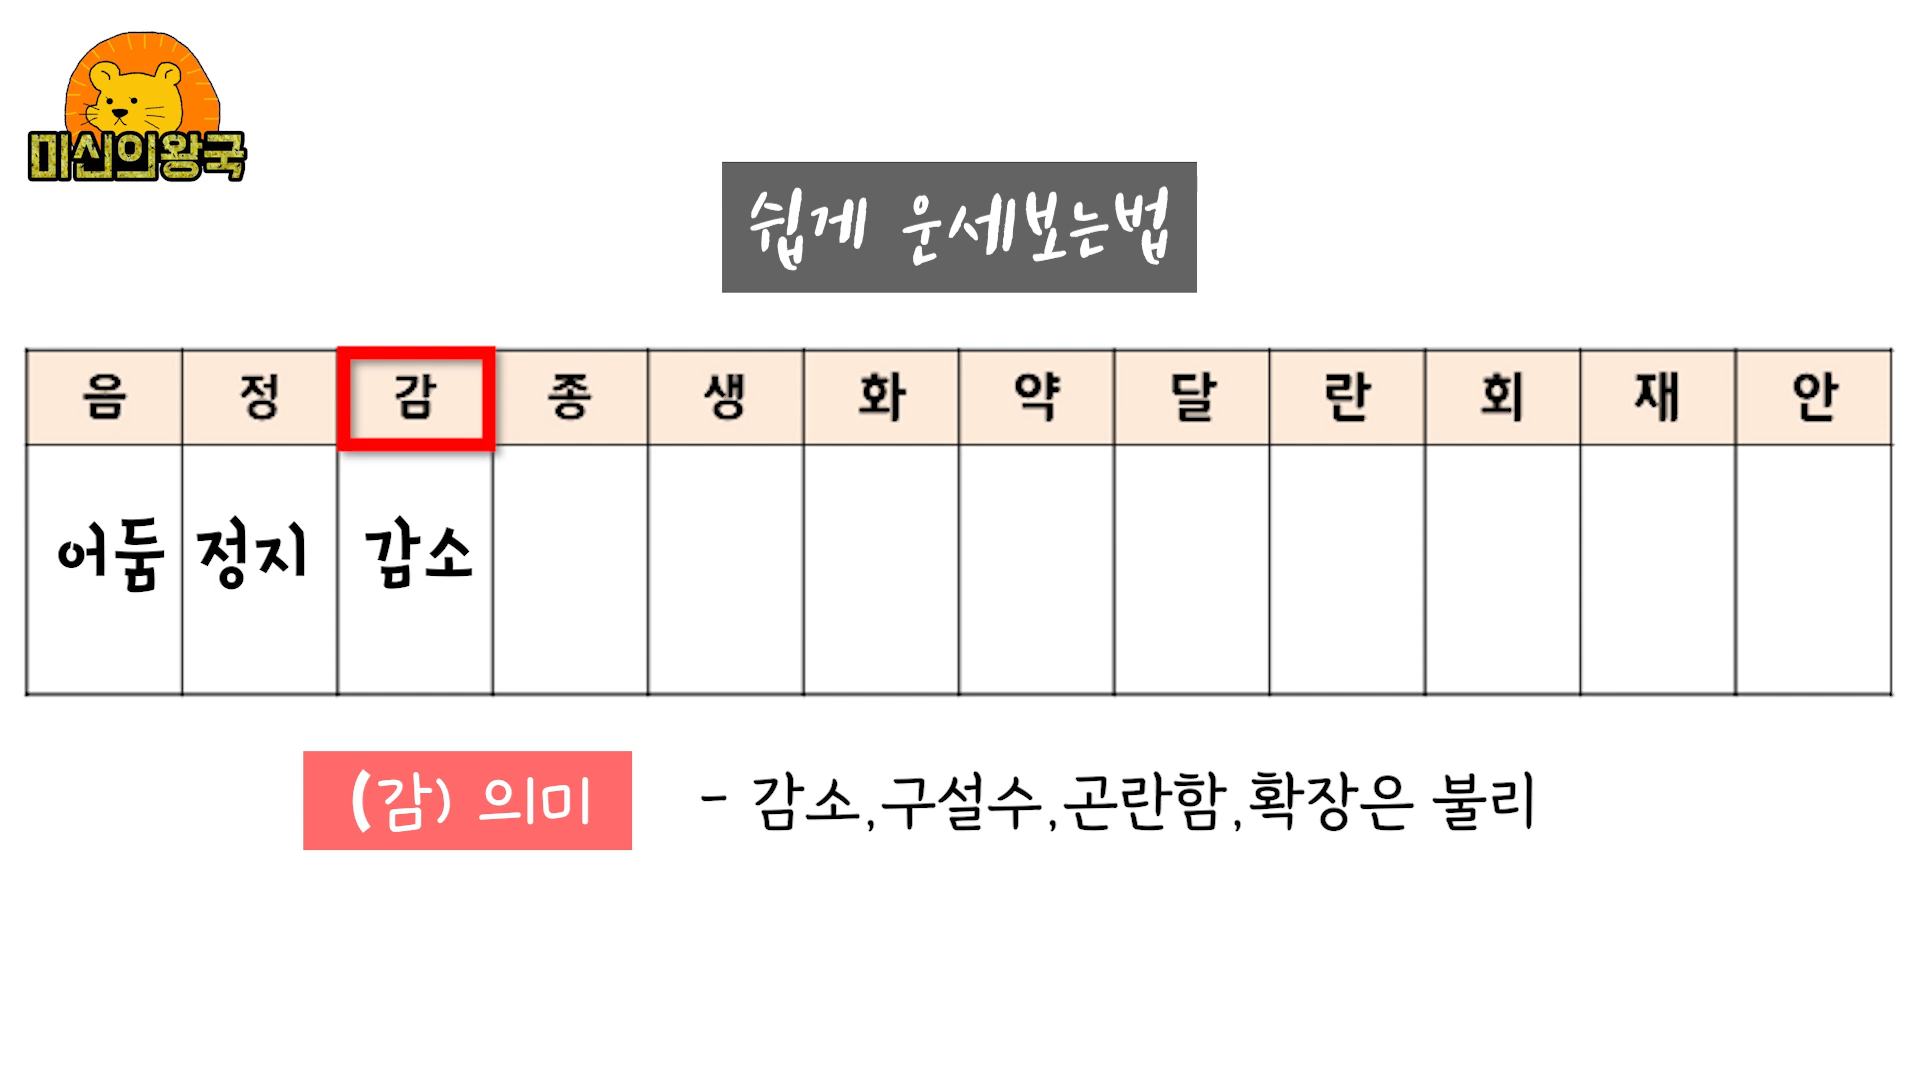 미신의왕국
쉽게 운세보는법
음 정 감 종 생 화 약 달 란 회 재 안
어둠 정지 감소
(감) 의미 - 감소,구설수,곤란함,확장은 불리